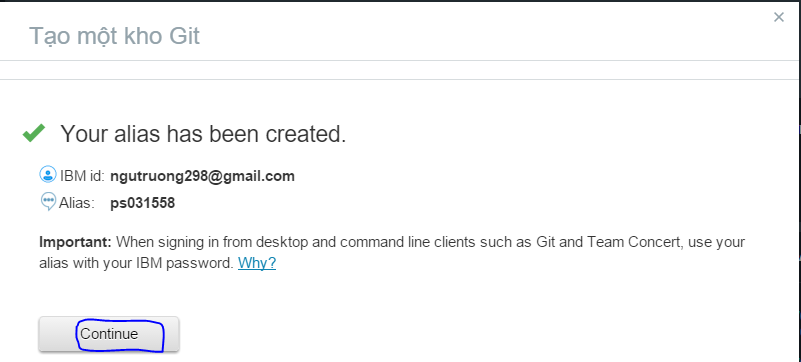 Tạo một kho Git
Your alias has been created.
IBM id: ngutruong298@gmail.com
Alias: ps031558
Important: When signing in from desktop and command line clients such as Git and Team Concert, use your
alias with your IBM password. Why?
Continue